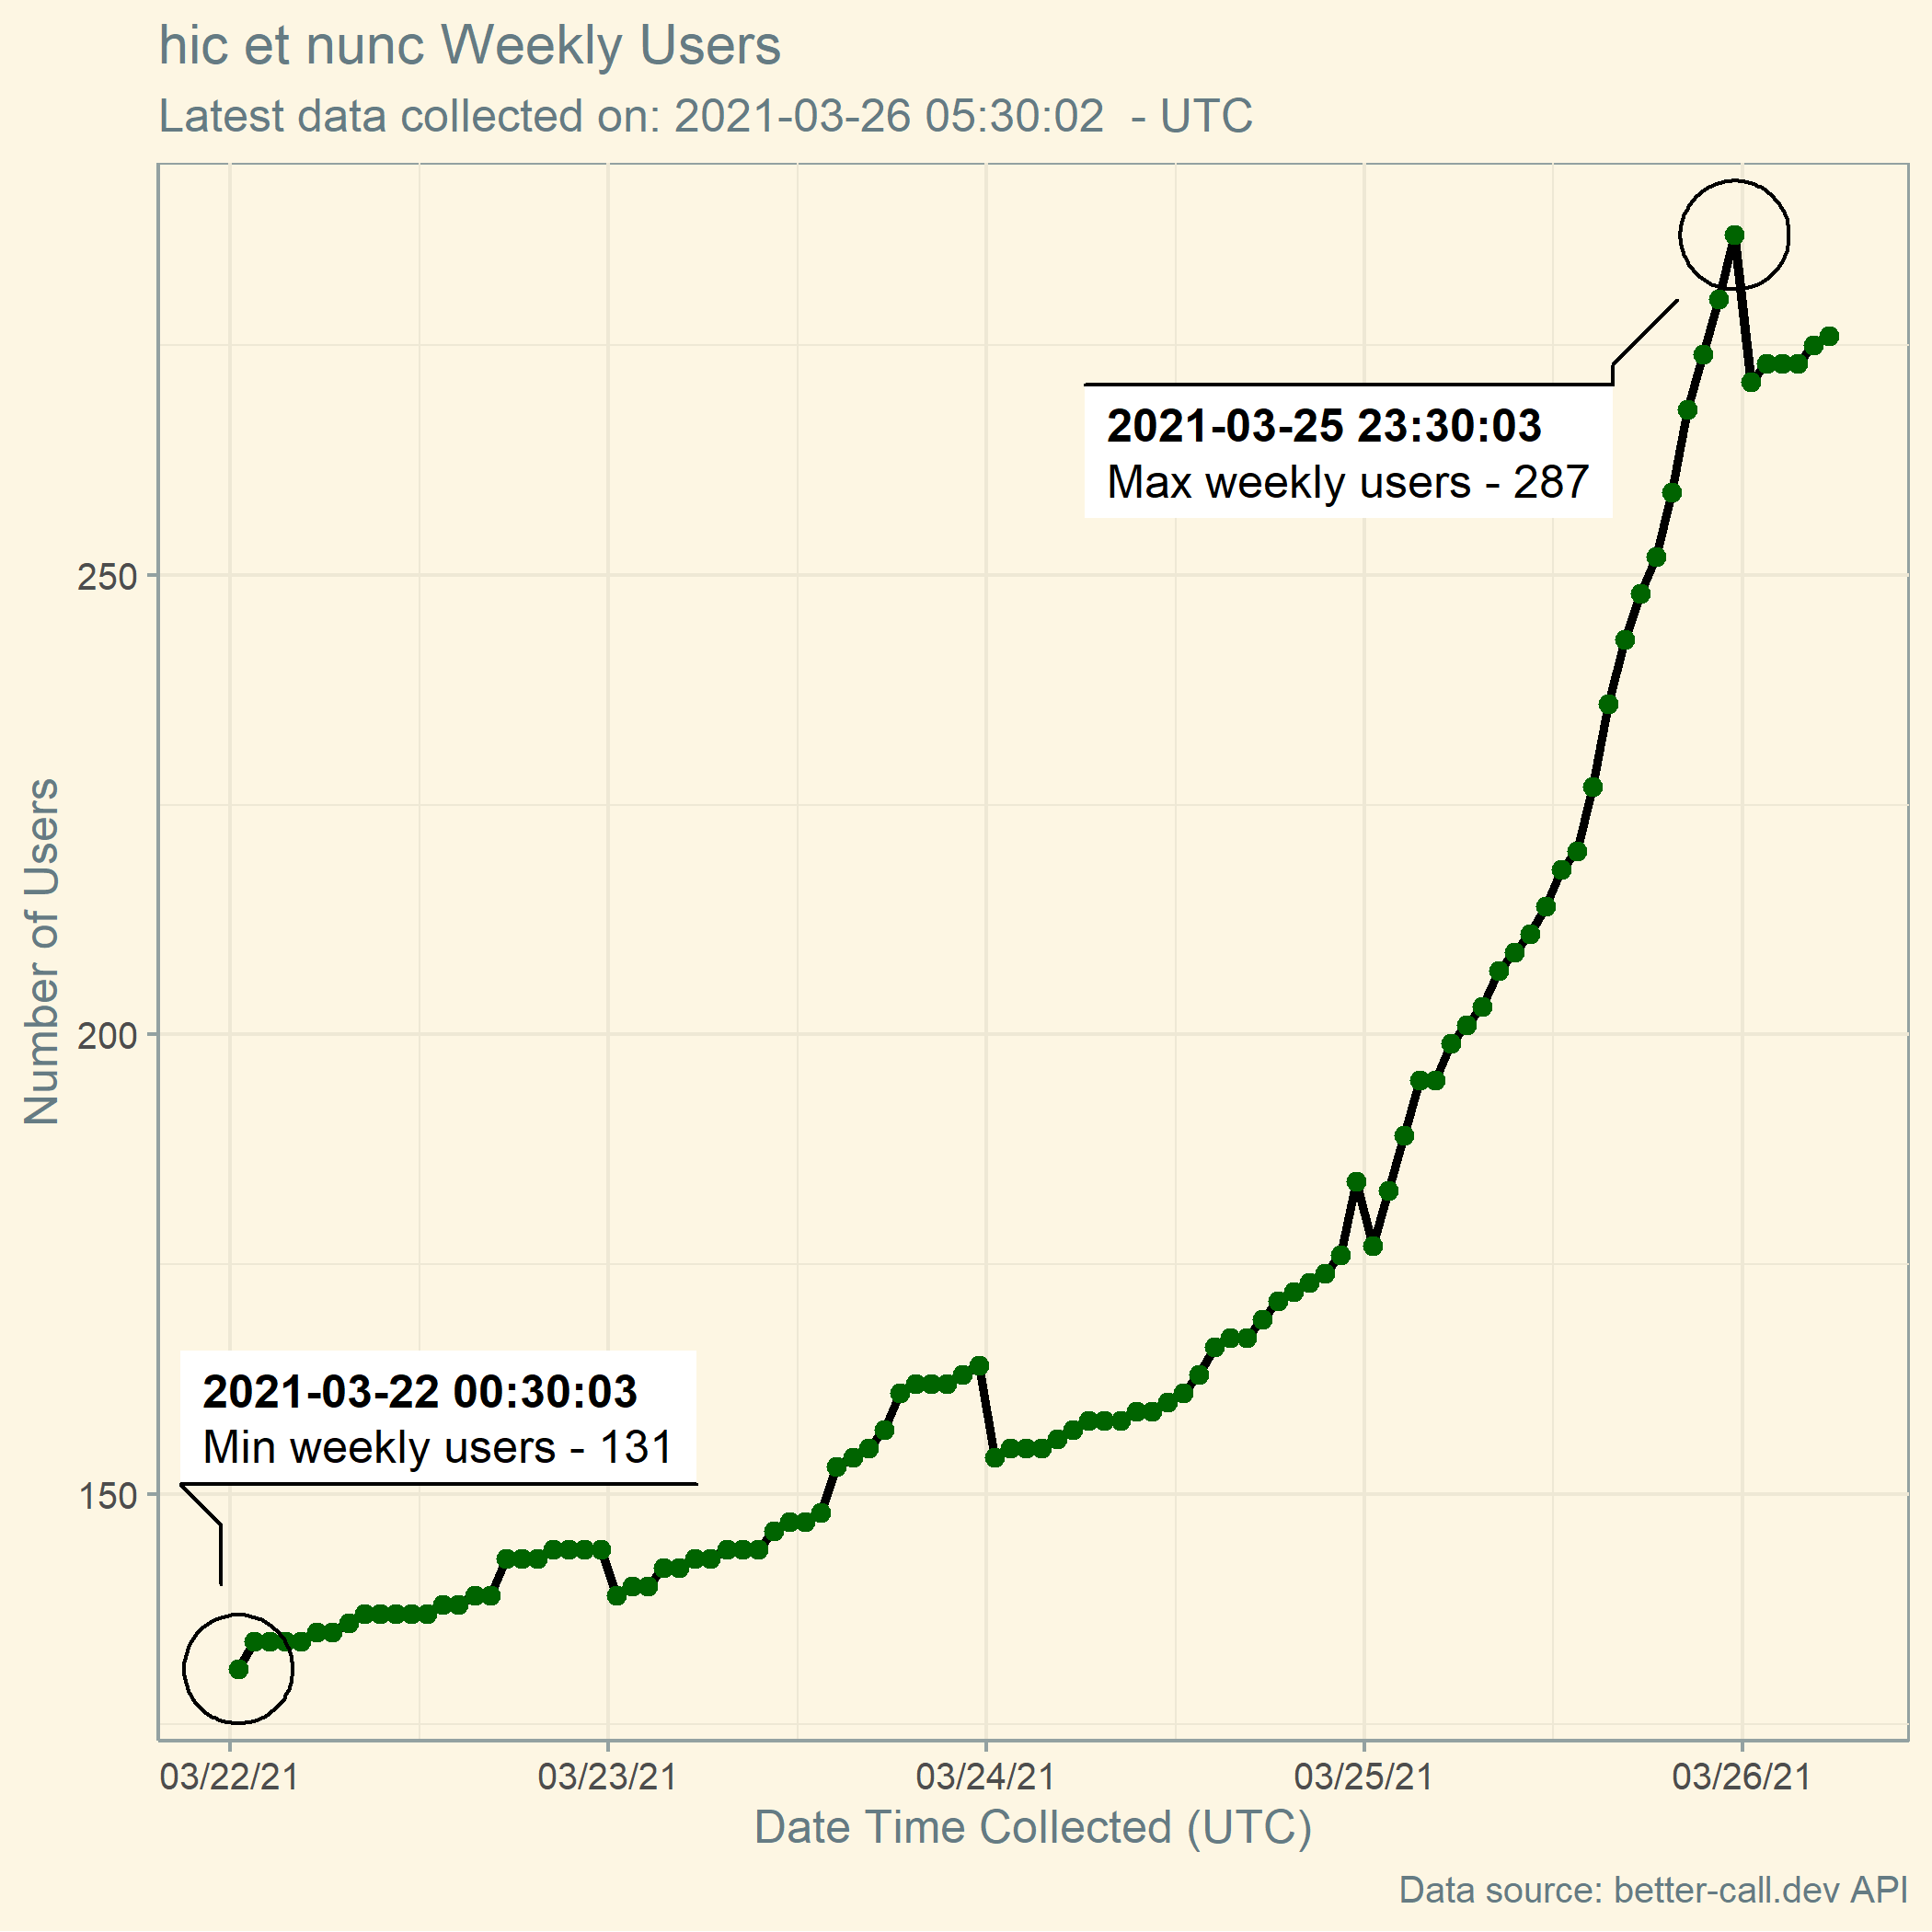 hic et nunc Weekly Users
Latest data collected on: 2021-03-26 05:30:02  - UTC
2021-03-25 23:30:03
Max weekly users - 287
250
Number of Users
200
2021-03-22 00:30:03
Min weekly users - 131
150
03/22/21 03/23/21 03/24/21 03/25/21 03/26/21
Date Time Collected (UTC)
Data source: better-call.dev API